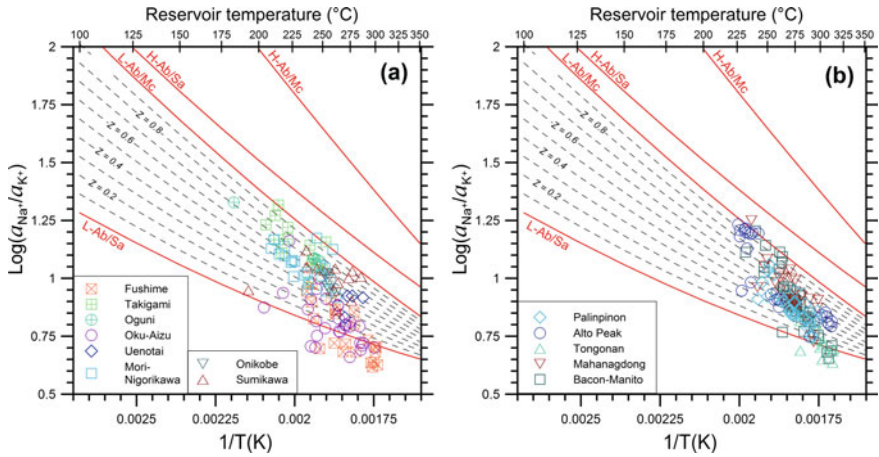 Reservoir temperature (°C)
100 125 150 175 200 225 250 275 300 325 350
Log(aNa+/aK+)
2
1.75
1.5
1.25
1
0.75
0.5
(a)
L-Ab/Mc
H-Ab/Sa
H-Ab/Mc
Z = 0.8
Z = 0.6
Z = 0.4
Z = 0.2
L-Ab/Sa
Fushime
Takigami
Oguni
Oku-Aizu
Uenotai
Mori-
Nigorikawa
Onikobe
Sumikawa
0.0025 0.00225 0.002 0.00175
1/T(K)
Reservoir temperature (°C)
100 125 150 175 200 225 250 275 300 325 350
Log(aNa+/aK+)
2
1.75
1.5
1.25
1
0.75
0.5
(b)
L-Ab/Mc
H-Ab/Sa
H-Ab/Mc
Z = 0.8
Z = 0.6
Z = 0.4
Z = 0.2
L-Ab/Sa
Palinpinon
Alto Peak
Tongonan
Mahanagdong
Bacon-Manito
0.0025 0.00225 0.002 0.00175
1/T(K)